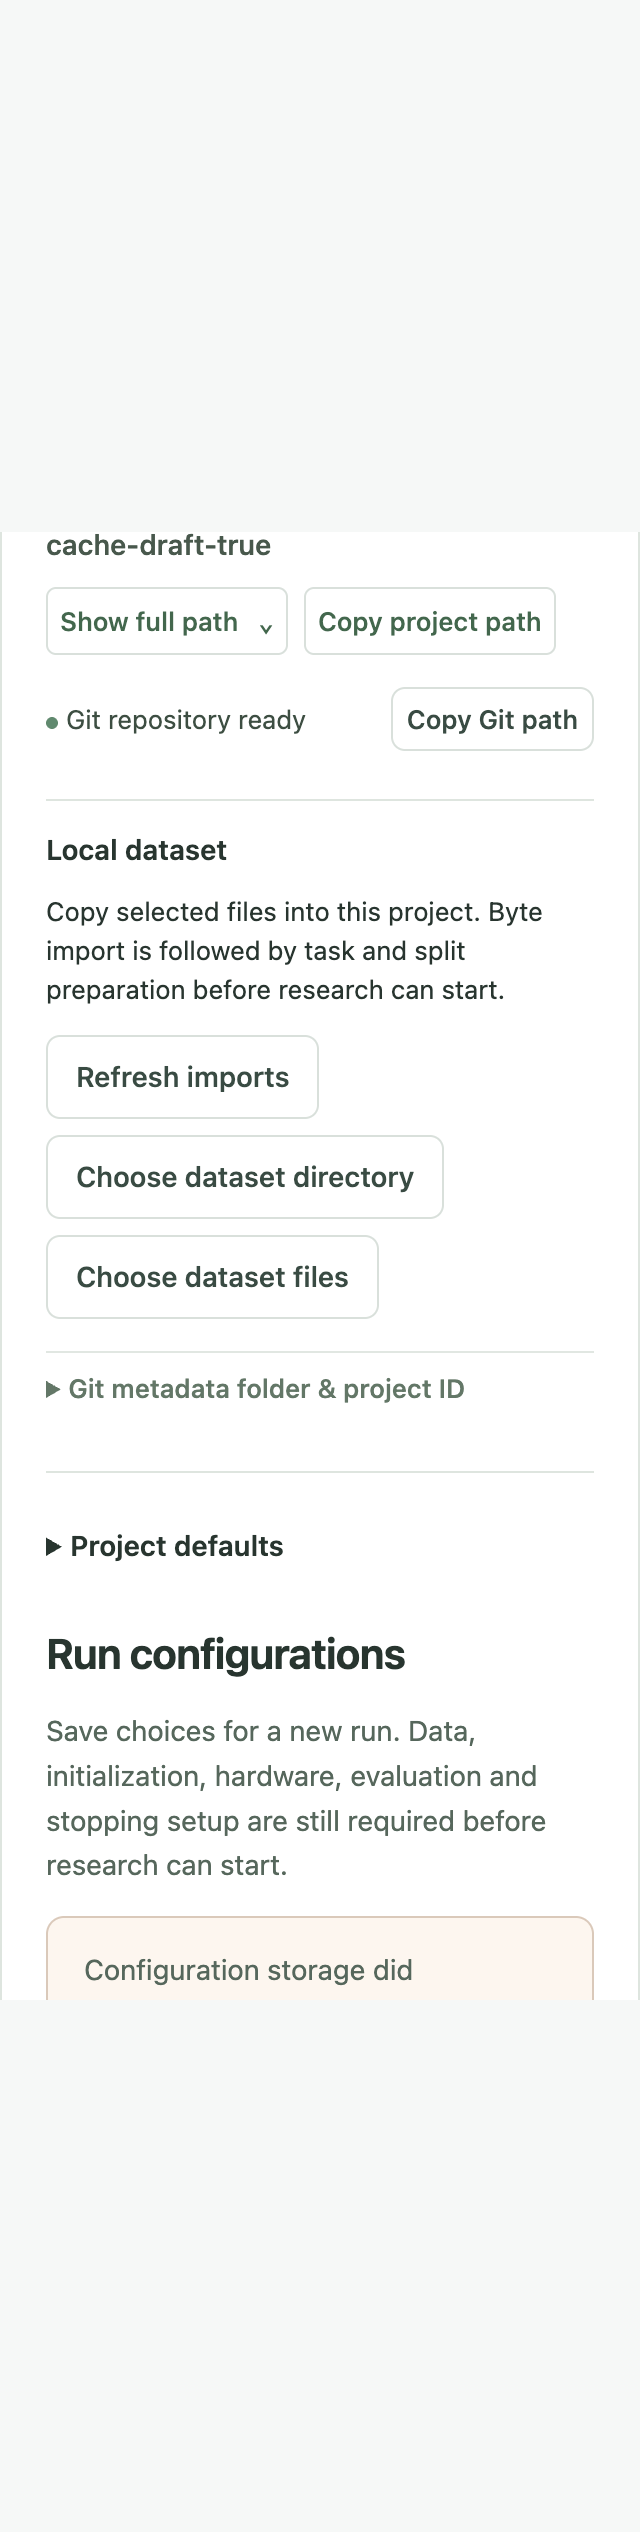 cache-draft-true
Show full path
Copy project path
Git repository ready
Copy Git path
Local dataset
Copy selected files into this project. Byte
import is followed by task and split
preparation before research can start.
Refresh imports
Choose dataset directory
Choose dataset files
Git metadata folder & project ID
Project defaults
Run configurations
Save choices for a new run. Data,
initialization, hardware, evaluation and
stopping setup are still required before
research can start.
Configuration storage did